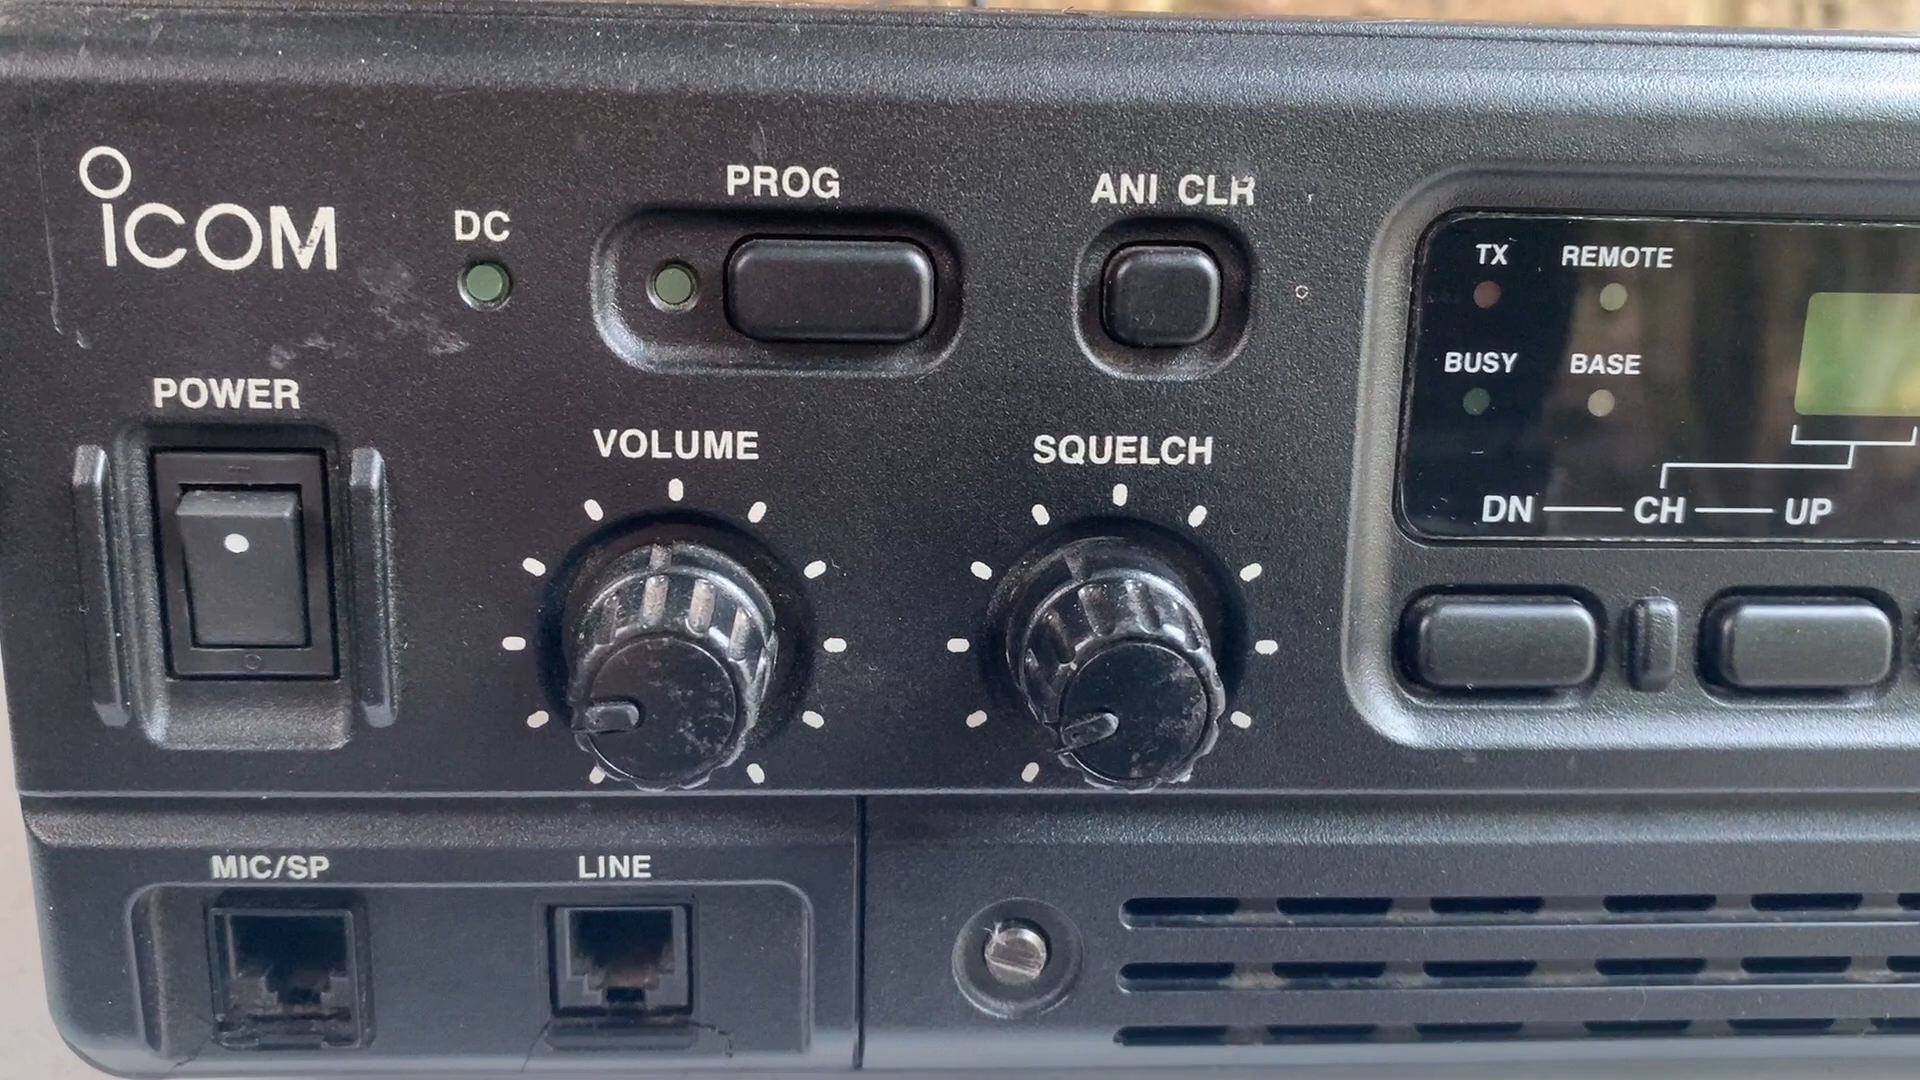 ICOM
DC
PROG
ANI CLR
TX
REMOTE
BUSY
BASE
POWER
VOLUME
SQUELCH
DN
CH
UP
MIC/SP
LINE